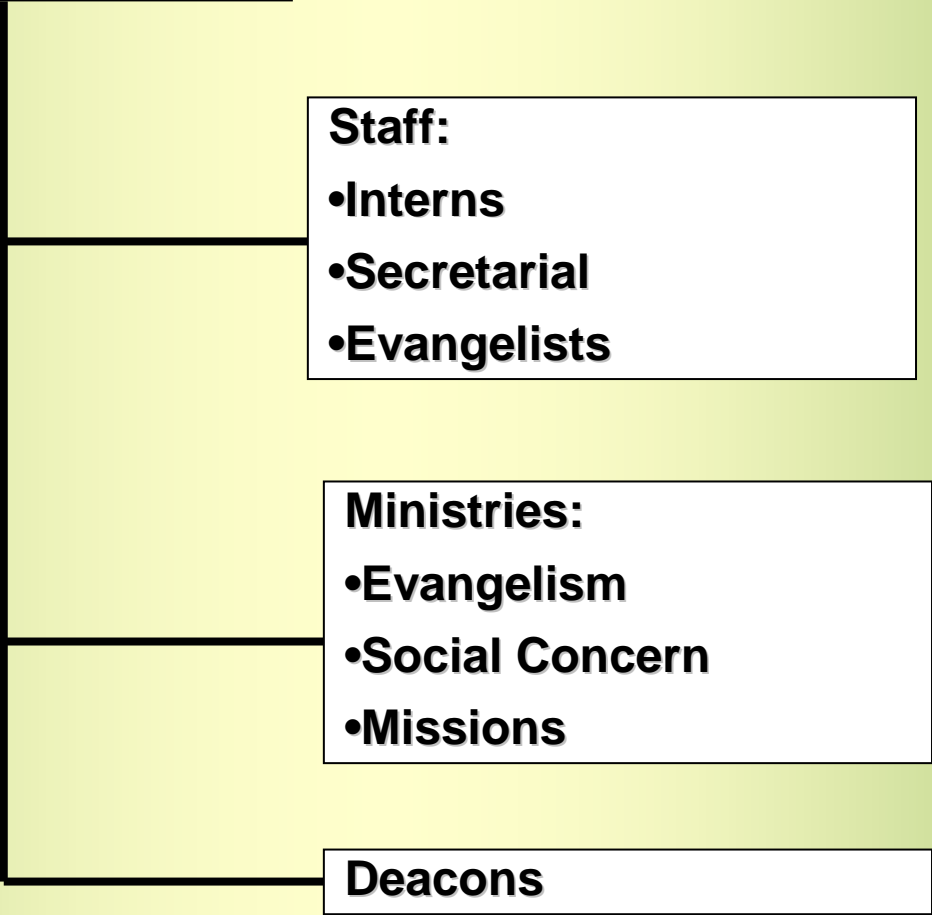 Staff:
•Interns
•Secretarial
•Evangelists
Ministries:
•Evangelism
•Social Concern
•Missions
Deacons